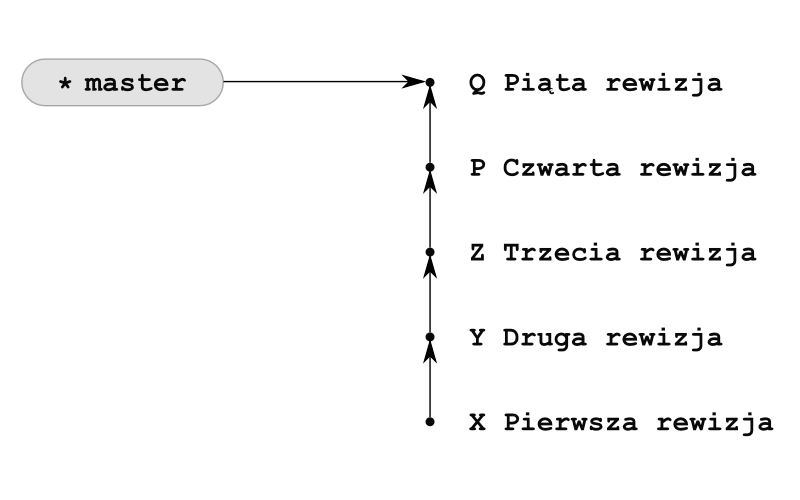 * master
Q Piąta rewizja
P Czwarta rewizja
Z Trzecia rewizja
Y Druga rewizja
X Pierwsza rewizja